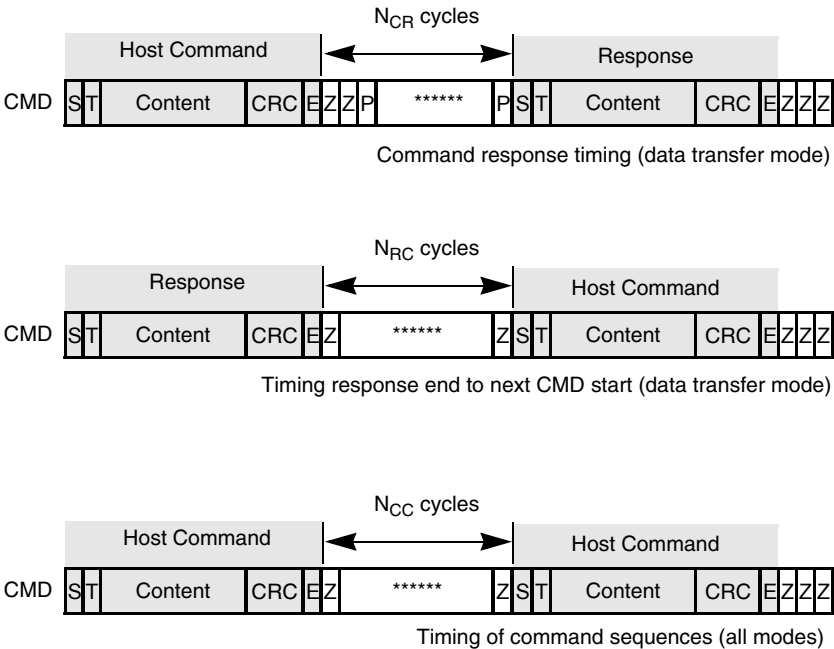 N_CR cycles
Host Command Response
CMD S T Content CRC E Z Z P ****** P S T Content CRC E Z Z Z
Command response timing (data transfer mode)
N_RC cycles
Response Host Command
CMD S T Content CRC E Z ****** Z S T Content CRC E Z Z Z
Timing response end to next CMD start (data transfer mode)
N_CC cycles
Host Command Host Command
CMD S T Content CRC E Z ****** Z S T Content CRC E Z Z Z
Timing of command sequences (all modes)